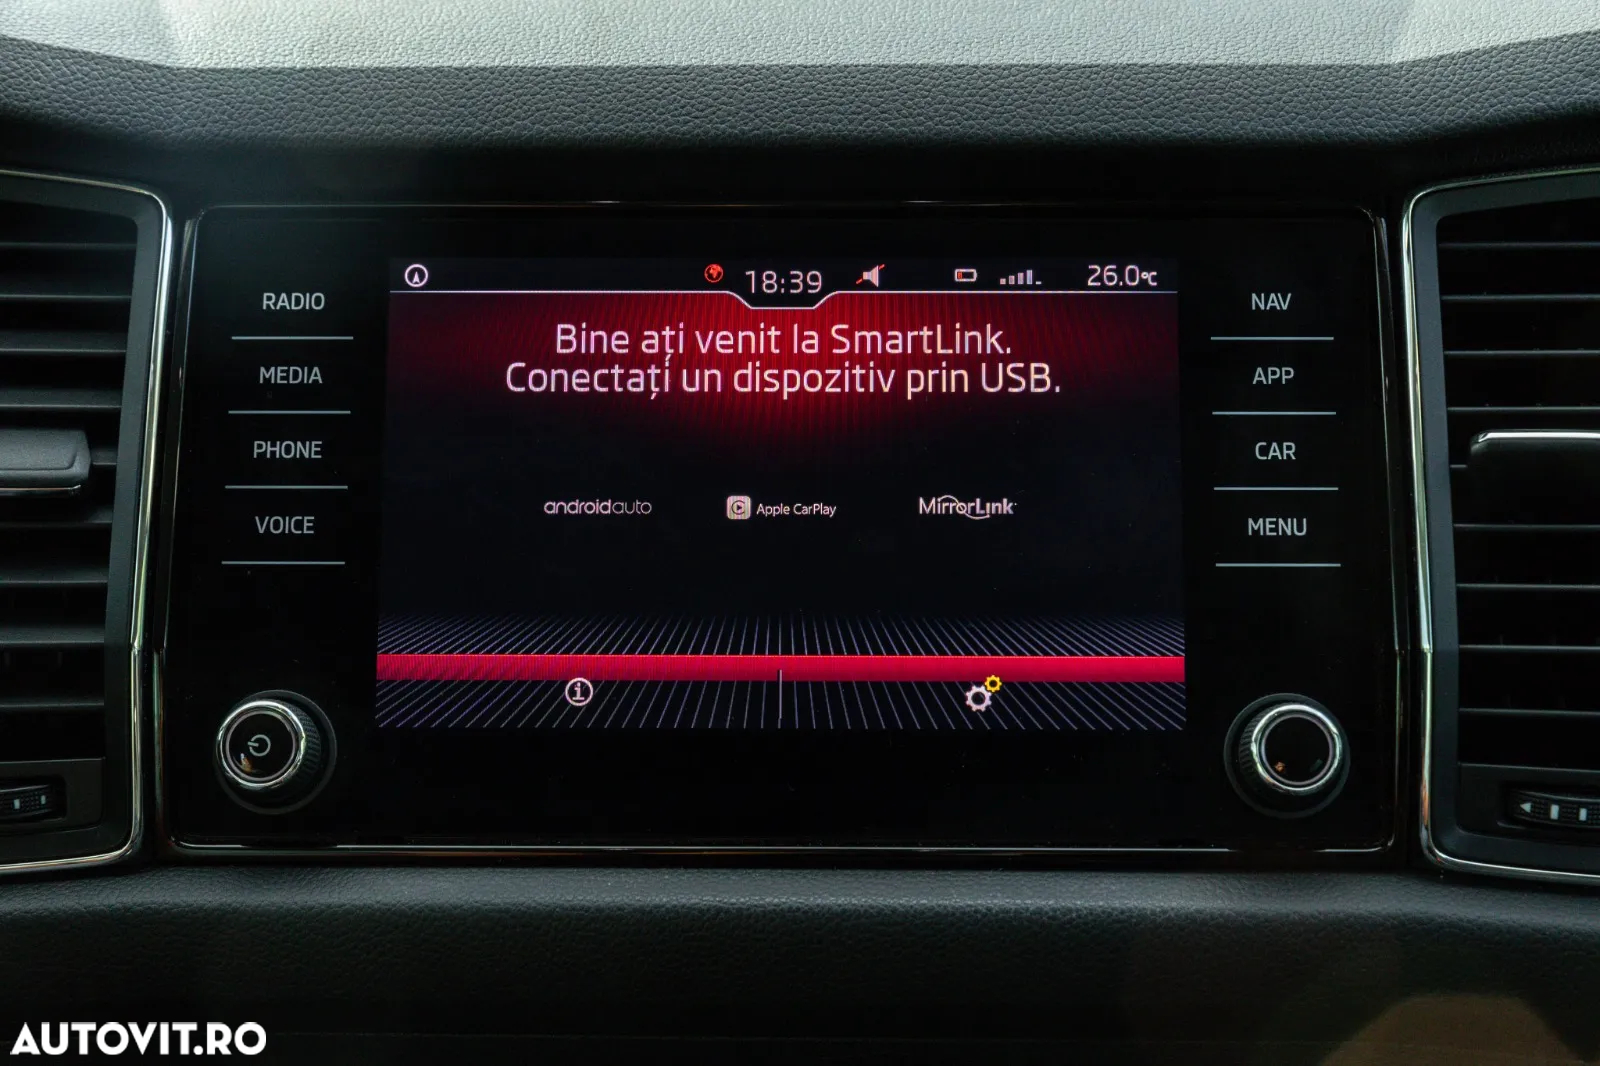 18:39
26.0°C
RADIO
MEDIA
PHONE
VOICE
Bine ați venit la SmartLink.
Conectați un dispozitiv prin USB.
androidauto
Apple CarPlay
MirrorLink
NAV
APP
CAR
MENU
AUTOVIT.RO